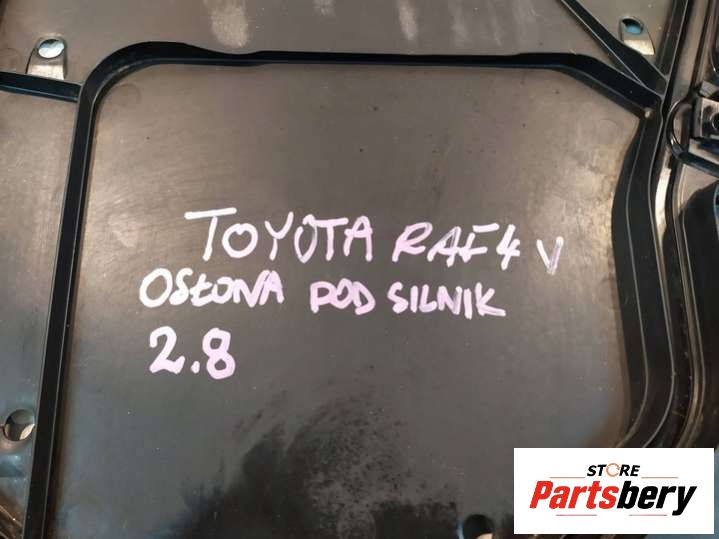 TOYOTA RAF4 V
OSŁONA POD SILNIK
2.8
STORE
Partsbery